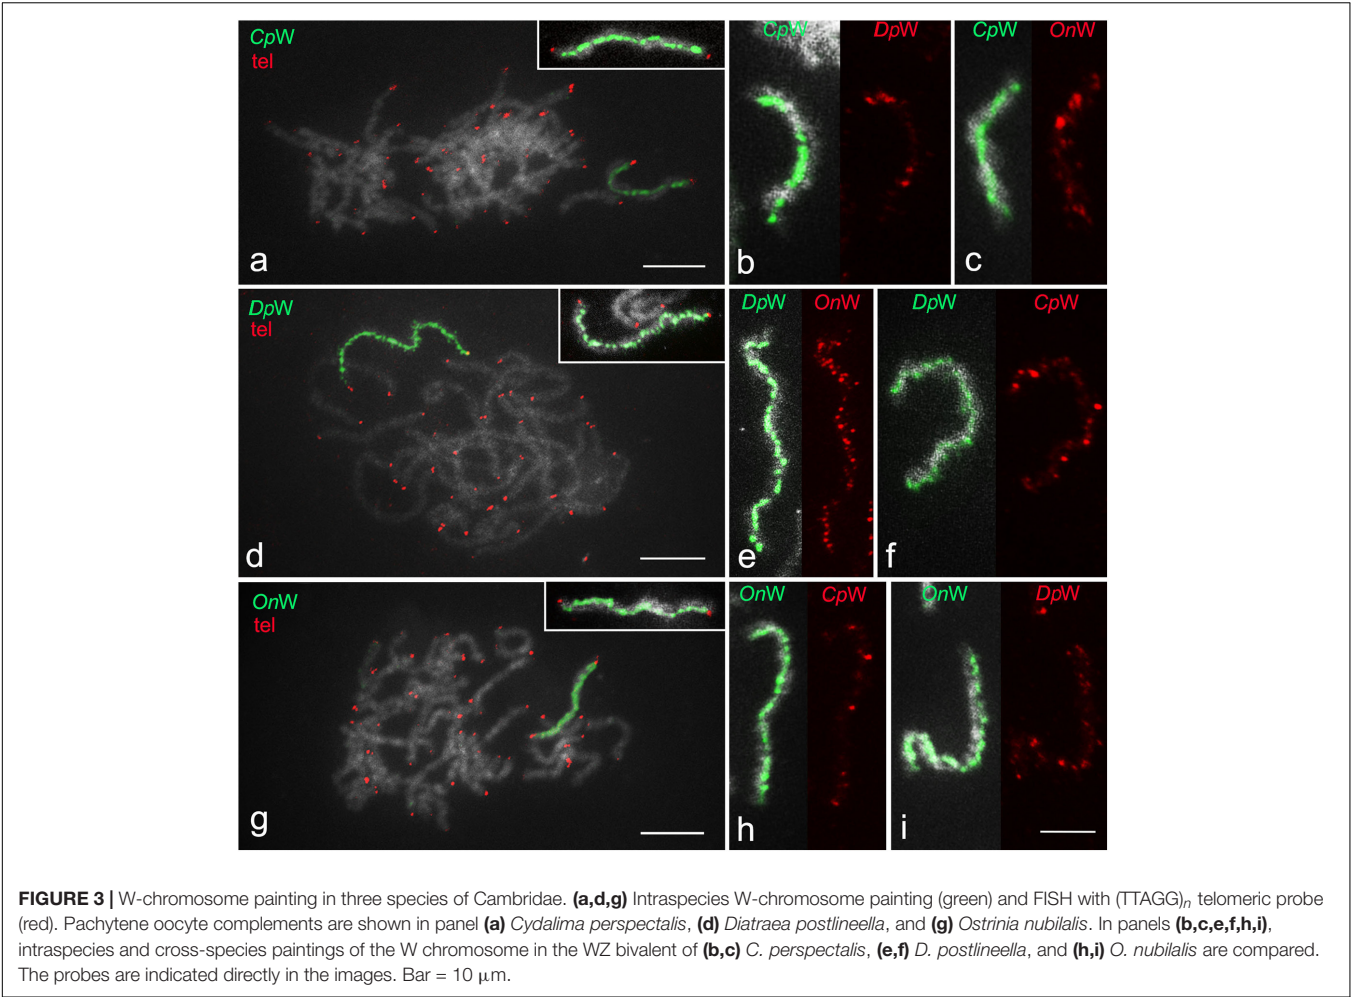 CpW
tel
a
CpW
DpW
b
CpW
OnW
c
DpW
tel
d
DpW
OnW
e
DpW
CpW
f
OnW
tel
g
OnW
CpW
h
OnW
DpW
i
FIGURE 3 | W-chromosome painting in three species of Cambridae. (a,d,g) Intraspecies W-chromosome painting (green) and FISH with (TTAGG)n telomeric probe
(red). Pachytene oocyte complements are shown in panel (a) Cydalima perspectalis, (d) Diatraea postlineella, and (g) Ostrinia nubilalis. In panels (b,c,e,f,h,i),
intraspecies and cross-species paintings of the W chromosome in the WZ bivalent of (b,c) C. perspectalis, (e,f) D. postlineella, and (h,i) O. nubilalis are compared.
The probes are indicated directly in the images. Bar = 10 μm.